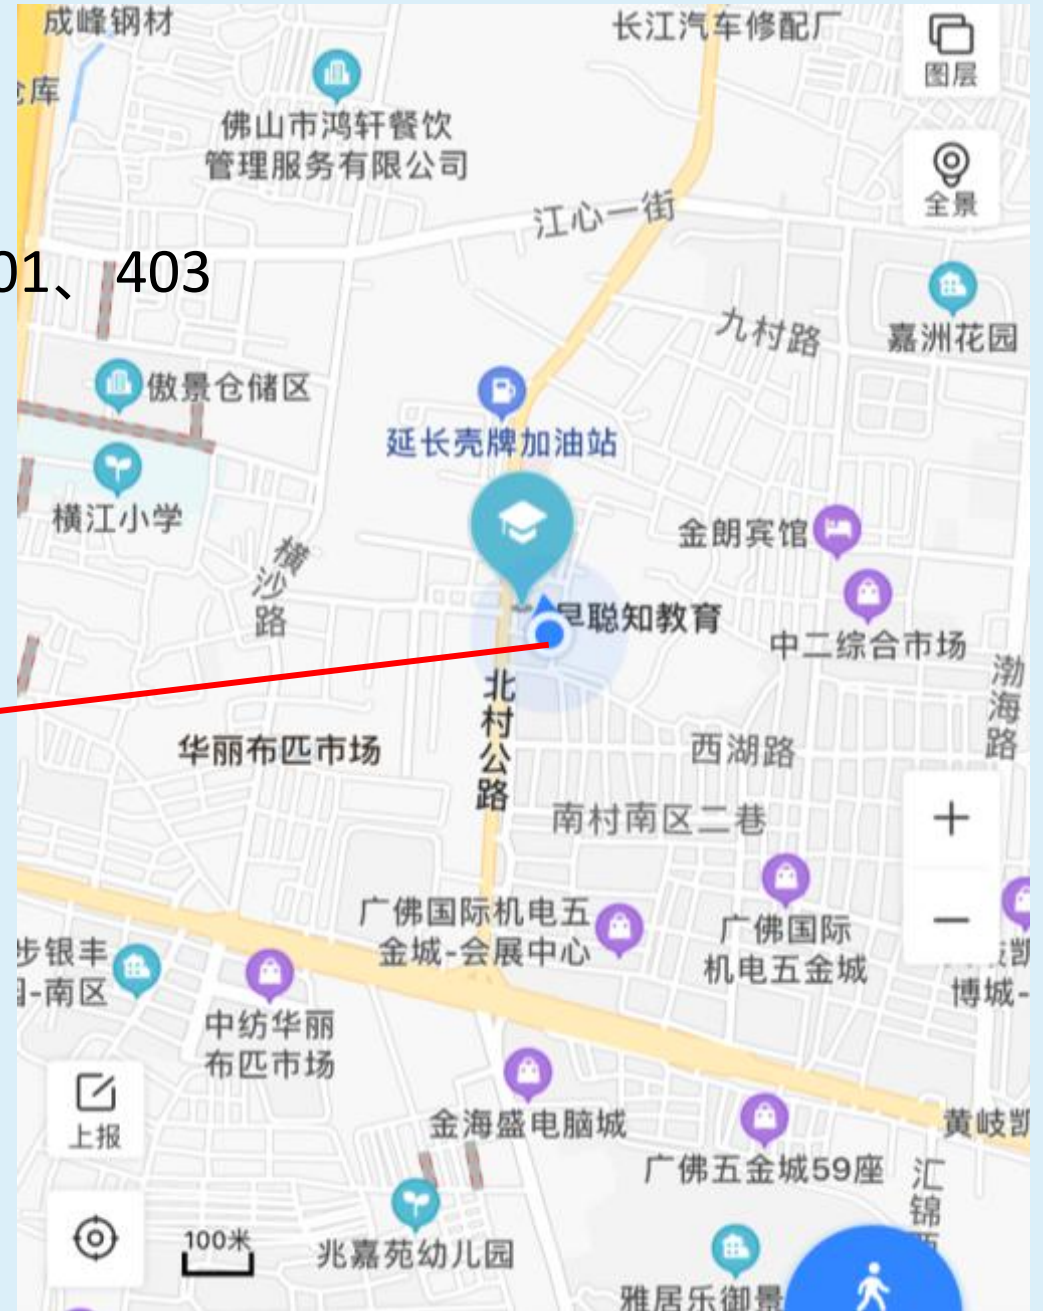 成峰钢材
长江汽车修配厂
图层
仓库
佛山市鸿轩餐饮
管理服务有限公司
全景
江心一街
01、403
九村路
嘉洲花园
傲景仓储区
延长壳牌加油站
横江小学
金朗宾馆
横沙路
早聪知教育
中二综合市场
渤海路
北村公路
华丽布匹市场
西湖路
南村南区二巷
广佛国际机电五
金城-会展中心
广佛国际
机电五金城
步银丰
-南区
博城-
中纺华丽
布匹市场
上报
金海盛电脑城
黄岐凯
广佛五金城59座
汇锦西
100米
兆嘉苑幼儿园
雅居乐御景